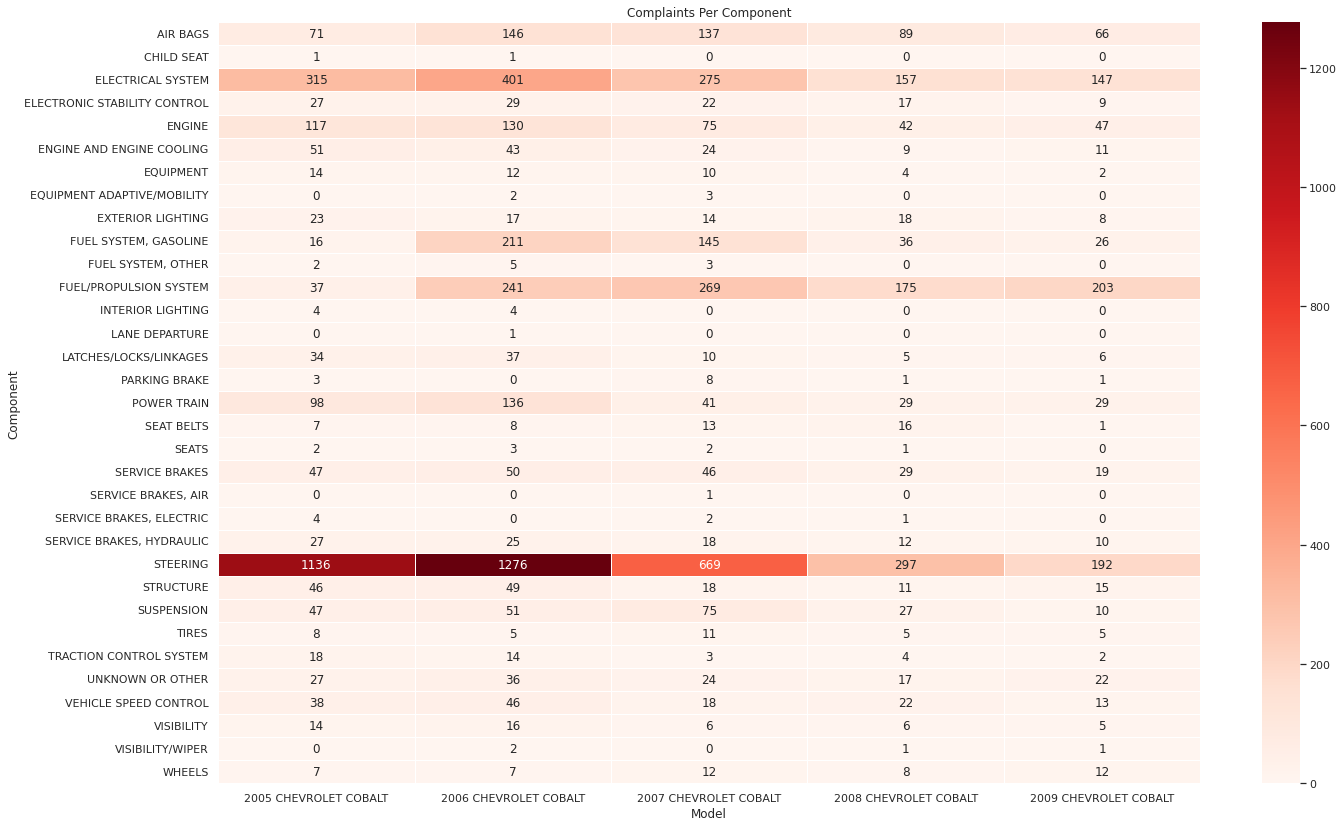 Complaints Per Component
AIR BAGS 71 146 137 89 66
CHILD SEAT 1 1 0 0 0
ELECTRICAL SYSTEM 315 401 275 157 147
ELECTRONIC STABILITY CONTROL 27 29 22 17 9
ENGINE 117 130 75 42 47
ENGINE AND ENGINE COOLING 51 43 24 9 11
EQUIPMENT 14 12 10 4 2
EQUIPMENT ADAPTIVE/MOBILITY 0 2 3 0 0
EXTERIOR LIGHTING 23 17 14 18 8
FUEL SYSTEM, GASOLINE 16 211 145 36 26
FUEL SYSTEM, OTHER 2 5 3 0 0
FUEL/PROPULSION SYSTEM 37 241 269 175 203
INTERIOR LIGHTING 4 4 0 0 0
LANE DEPARTURE 0 1 0 0 0
LATCHES/LOCKS/LINKAGES 34 37 10 5 6
PARKING BRAKE 3 0 8 1 1
POWER TRAIN 98 136 41 29 29
SEAT BELTS 7 8 13 16 1
SEATS 2 3 2 1 0
SERVICE BRAKES 47 50 46 29 19
SERVICE BRAKES, AIR 0 0 1 0 0
SERVICE BRAKES, ELECTRIC 4 0 2 1 0
SERVICE BRAKES, HYDRAULIC 27 25 18 12 10
STEERING 1136 1276 669 297 192
STRUCTURE 46 49 18 11 15
SUSPENSION 47 51 75 27 10
TIRES 8 5 11 5 5
TRACTION CONTROL SYSTEM 18 14 3 4 2
UNKNOWN OR OTHER 27 36 24 17 22
VEHICLE SPEED CONTROL 38 46 18 22 13
VISIBILITY 14 16 6 6 5
VISIBILITY/WIPER 0 2 0 1 1
WHEELS 7 7 12 8 12
2005 CHEVROLET COBALT 2006 CHEVROLET COBALT 2007 CHEVROLET COBALT 2008 CHEVROLET COBALT 2009 CHEVROLET COBALT
Model
Component
1200
1000
800
600
400
200
0